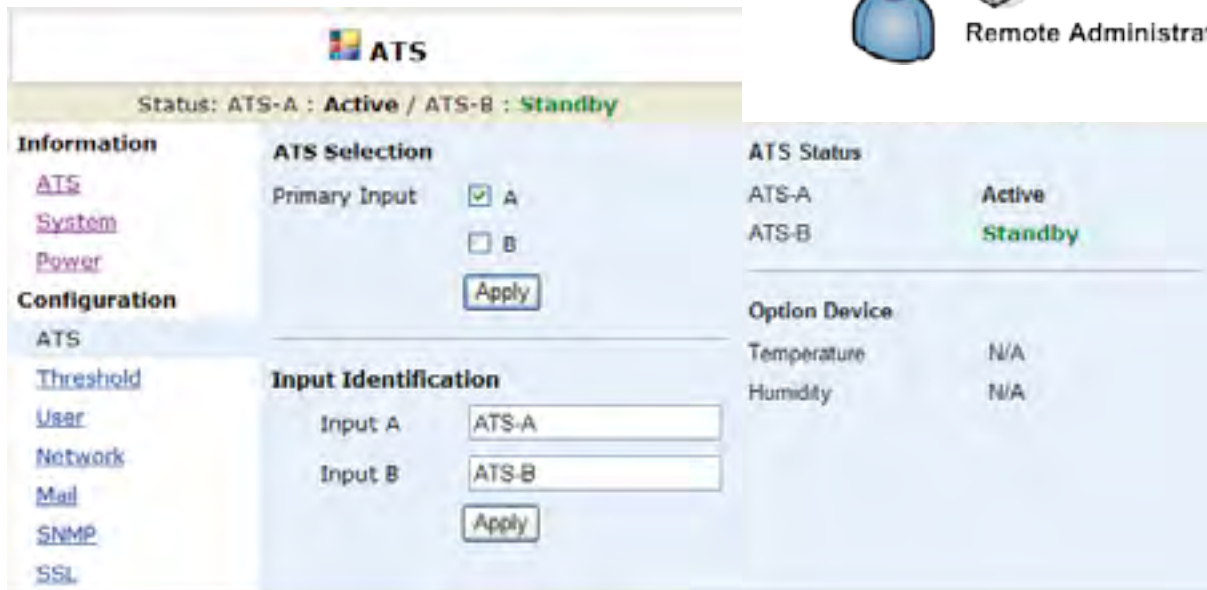 ATS
Remote Administra
Status: ATS-A : Active / ATS-B : Standby
Information
ATS
System
Power
Configuration
ATS
Threshold
User
Network
Mail
SNMP
SSL
ATS Selection
Primary Input A
B
Apply
Input Identification
Input A ATS-A
Input B ATS-B
Apply
ATS Status
ATS-A Active
ATS-B Standby
Option Device
Temperature N/A
Humidity N/A